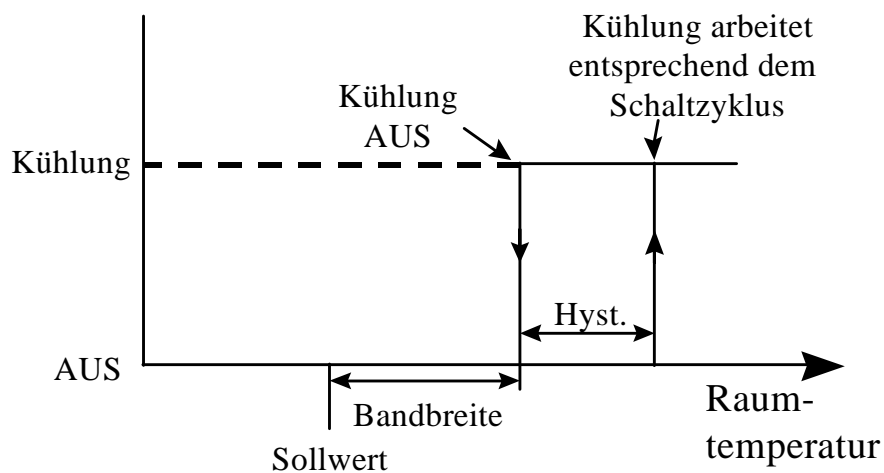 Kühlung arbeitet
entsprechend dem
Schaltzyklus
Kühlung
AUS
Kühlung
Hyst.
AUS
Bandbreite
Sollwert
Raum-
temperatur